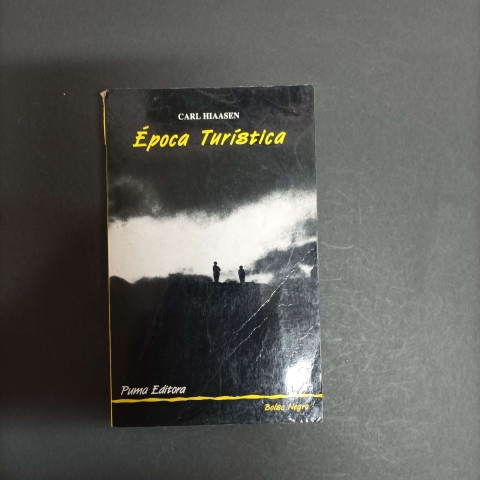 CARL HIAASEN
Época Turística
Puma Editora
Bolso Negro